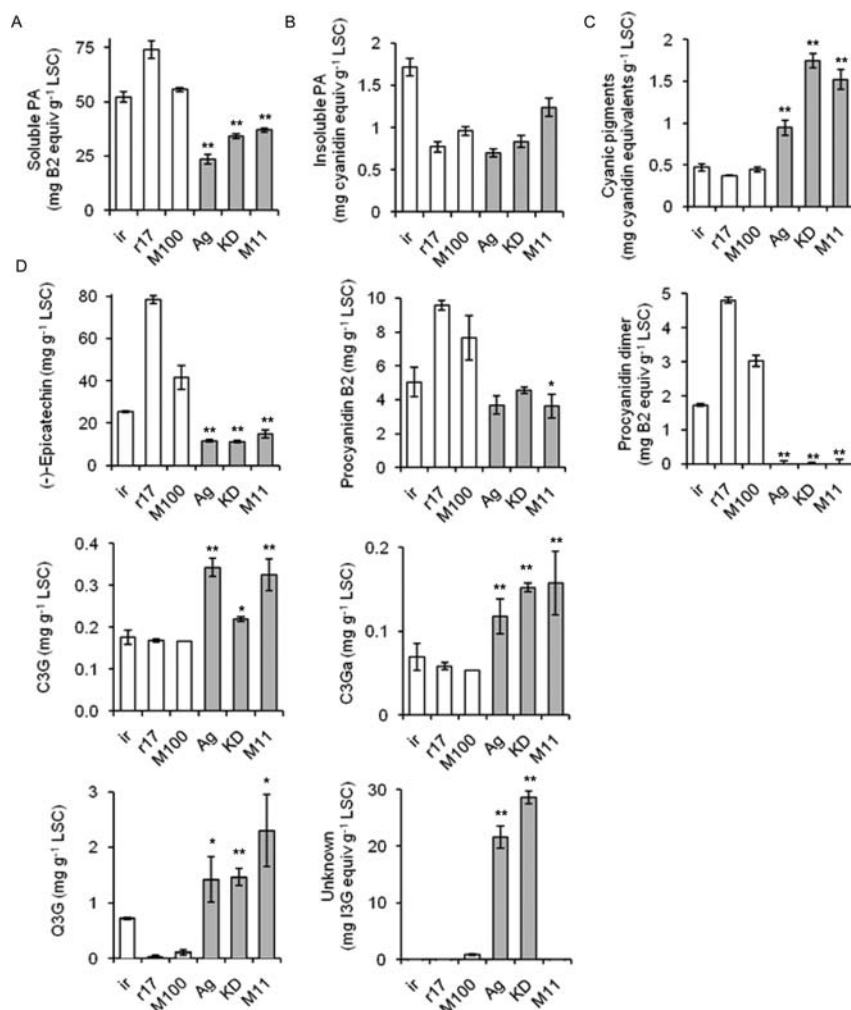 A
Soluble PA
(mg B2 equiv g⁻¹ LSC)
75
50
25
0
**
**
**
ir
r17
M100
Ag
KD
M11
B
Insoluble PA
(mg cyanidin equiv g⁻¹ LSC)
2
1.5
1
0.5
0
ir
r17
M100
Ag
KD
M11
C
Cyanic pigments
(mg cyanidin equivalents g⁻¹ LSC)
2
1.5
1
0.5
0
**
**
**
ir
r17
M100
Ag
KD
M11
D
(-)-Epicatechin (mg g⁻¹ LSC)
80
60
40
20
0
**
**
**
ir
r17
M100
Ag
KD
M11
Procyanidin B2 (mg g⁻¹ LSC)
10
8
6
4
2
0
*
ir
r17
M100
Ag
KD
M11
Procyanidin dimer
(mg B2 equiv g⁻¹ LSC)
5
4
3
2
1
0
**
**
**
ir
r17
M100
Ag
KD
M11
C3G (mg g⁻¹ LSC)
0.4
0.3
0.2
0.1
0.0
**
*
**
ir
r17
M100
Ag
KD
M11
C3Ga (mg g⁻¹ LSC)
0.2
0.1
0
**
**
**
ir
r17
M100
Ag
KD
M11
Q3G (mg g⁻¹ LSC)
3
2
1
0
*
**
*
ir
r17
M100
Ag
KD
M11
Unknown
(mg I3G equiv g⁻¹ LSC)
30
20
10
0
**
**
ir
r17
M100
Ag
KD
M11